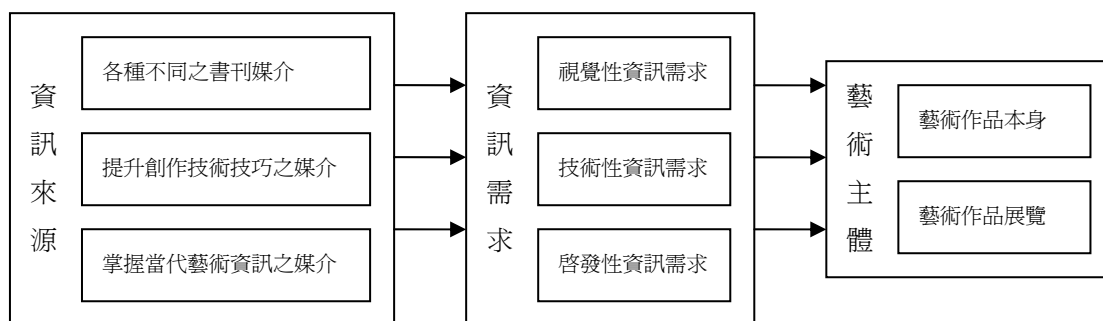 資訊來源
各種不同之書刊媒介
提升創作技術技巧之媒介
掌握當代藝術資訊之媒介
資訊需求
視覺性資訊需求
技術性資訊需求
啓發性資訊需求
藝術主體
藝術作品本身
藝術作品展覽